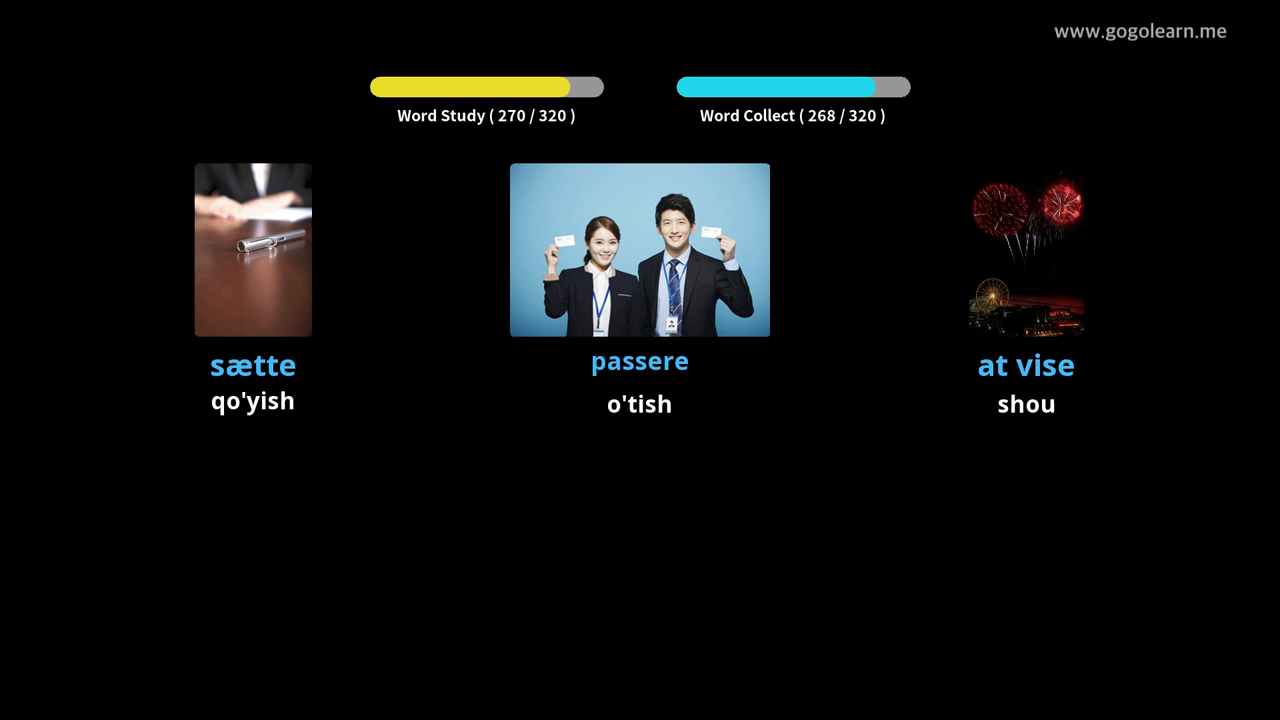 www.gogolearn.me
Word Study ( 270 / 320 )
Word Collect ( 268 / 320 )
sætte
qo'yish
passere
o'tish
at vise
shou